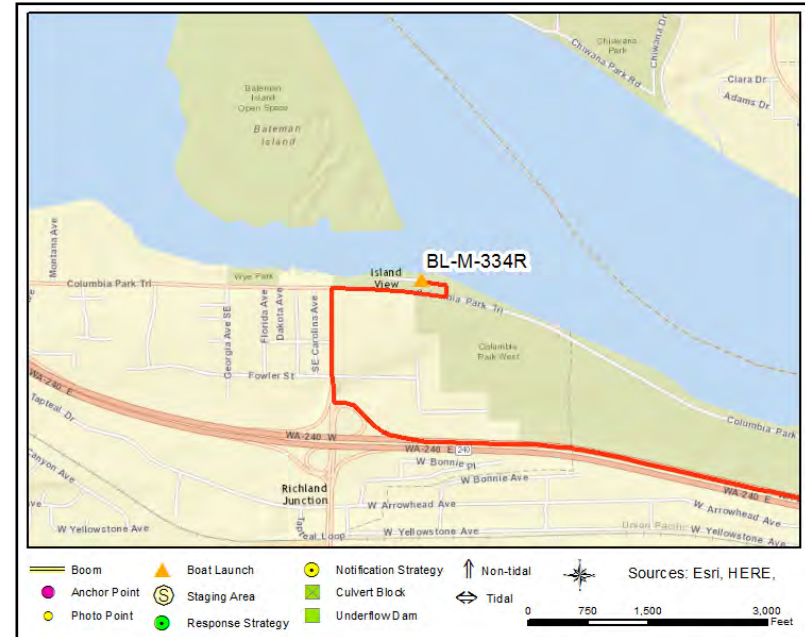 Chiwana Park
Chiwana Park Rd
Chiwana Dr
Clara Dr
Adams Dr
Bateman Island Open Space
Bateman Island
BL-M-334R
Montana Ave
Wye Park
Island View
Columbia Park Trl
Columbia Park Trl
Georgia Ave SE
Florida Ave
Dakota Ave
SE Carolina Ave
Columbia Park West
Fowler St
Columbia Park
WA-240 E
Tapteal Dr
WA-240 W
WA-240 E
240
W Bonnie Pl
W Bonnie Ave
Canyon Ave
Richland Junction
WA-240 E
W Arrowhead Ave
W Arrowhead Ave
W Yellowstone Ave
Tapteal Loop
W Yellowstone Ave
Union Pacific
W Yellowstone Ave
Boom
Boat Launch
Notification Strategy
Non-tidal
Sources: Esri, HERE,
Anchor Point
S
Staging Area
Culvert Block
Tidal
Photo Point
Response Strategy
Underflow Dam
0 750 1,500 3,000
Feet